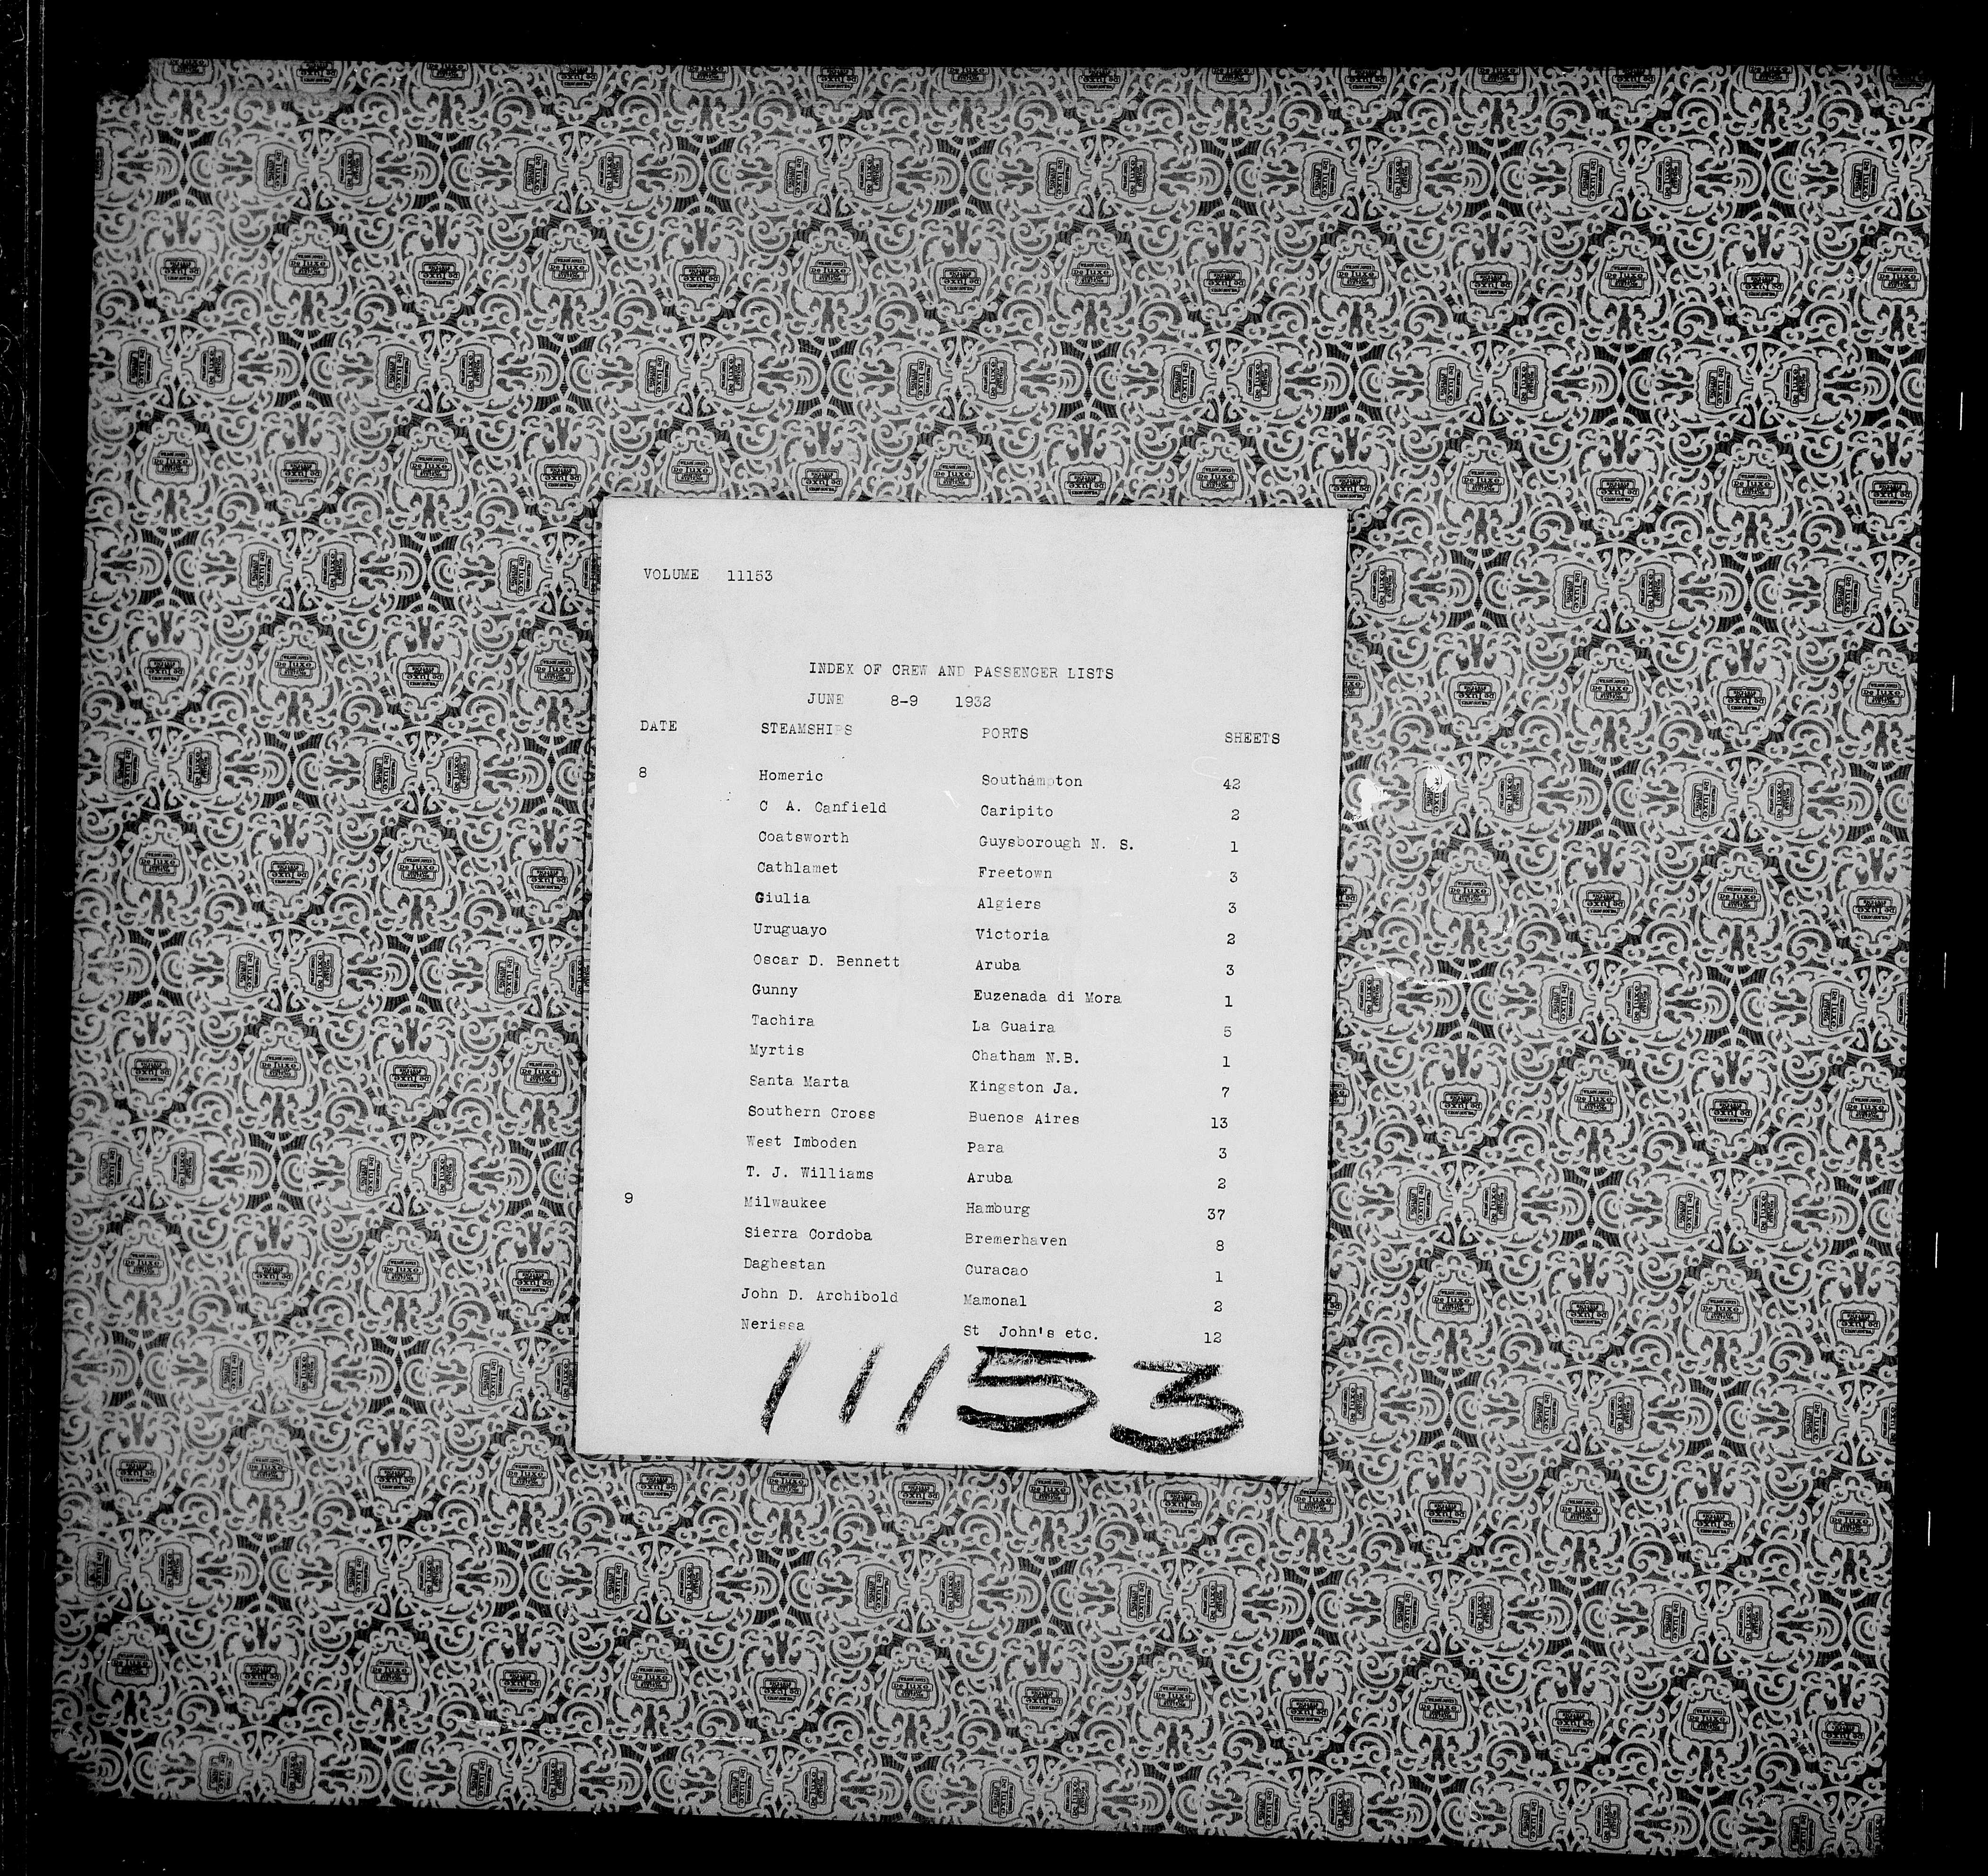 VOLUME 11153
INDEX OF CREW AND PASSENGER LISTS
JUNE 8-9 1932
DATE STEAMSHIPS PORTS SHEETS
8 Homeric Southampton 42
C A. Canfield Caripito 2
Coatsworth Guysborough N. S. 1
Cathlamet Freetown 3
Giulia Algiers 3
Uruguayo Victoria 2
Oscar D. Bennett Aruba 3
Gunny Euzenada di Mora 1
Tachira La Guaira 5
Myrtis Chatham N.B. 1
Santa Marta Kingston Ja. 7
Southern Cross Buenos Aires 13
West Imboden Para 3
T. J. Williams Aruba 2
9 Milwaukee Hamburg 37
Sierra Cordoba Bremerhaven 8
Daghestan Curacao 1
John D. Archibold Mamonal 2
Nerissa St John's etc. 12
11153